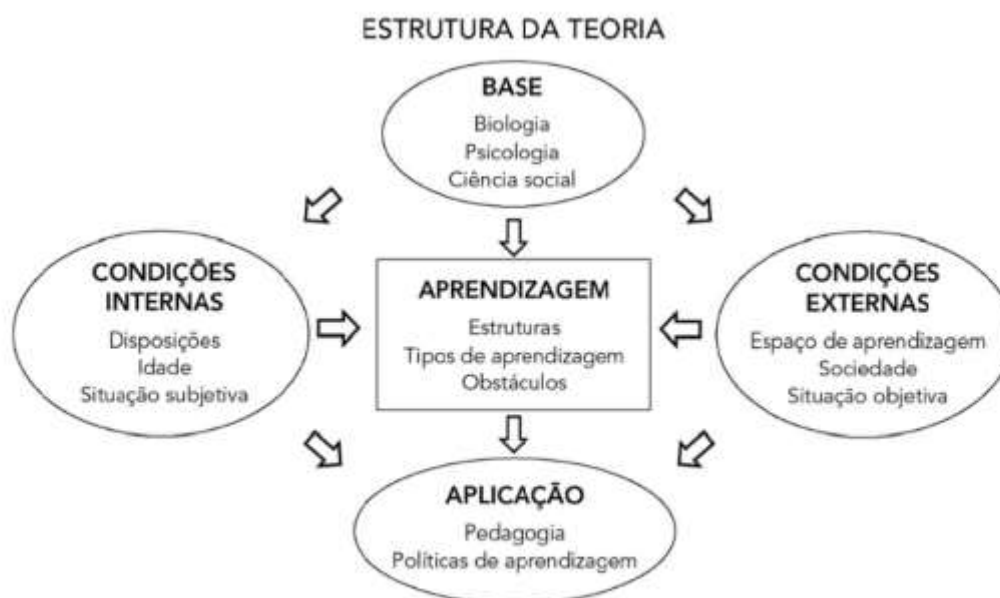 ESTRUTURA DA TEORIA
BASE
Biologia
Psicologia
Ciência social
CONDIÇÕES
INTERNAS
Disposições
Idade
Situação subjetiva
APRENDIZAGEM
Estruturas
Tipos de aprendizagem
Obstáculos
CONDIÇÕES
EXTERNAS
Espaço de aprendizagem
Sociedade
Situação objetiva
APLICAÇÃO
Pedagogia
Políticas de aprendizagem